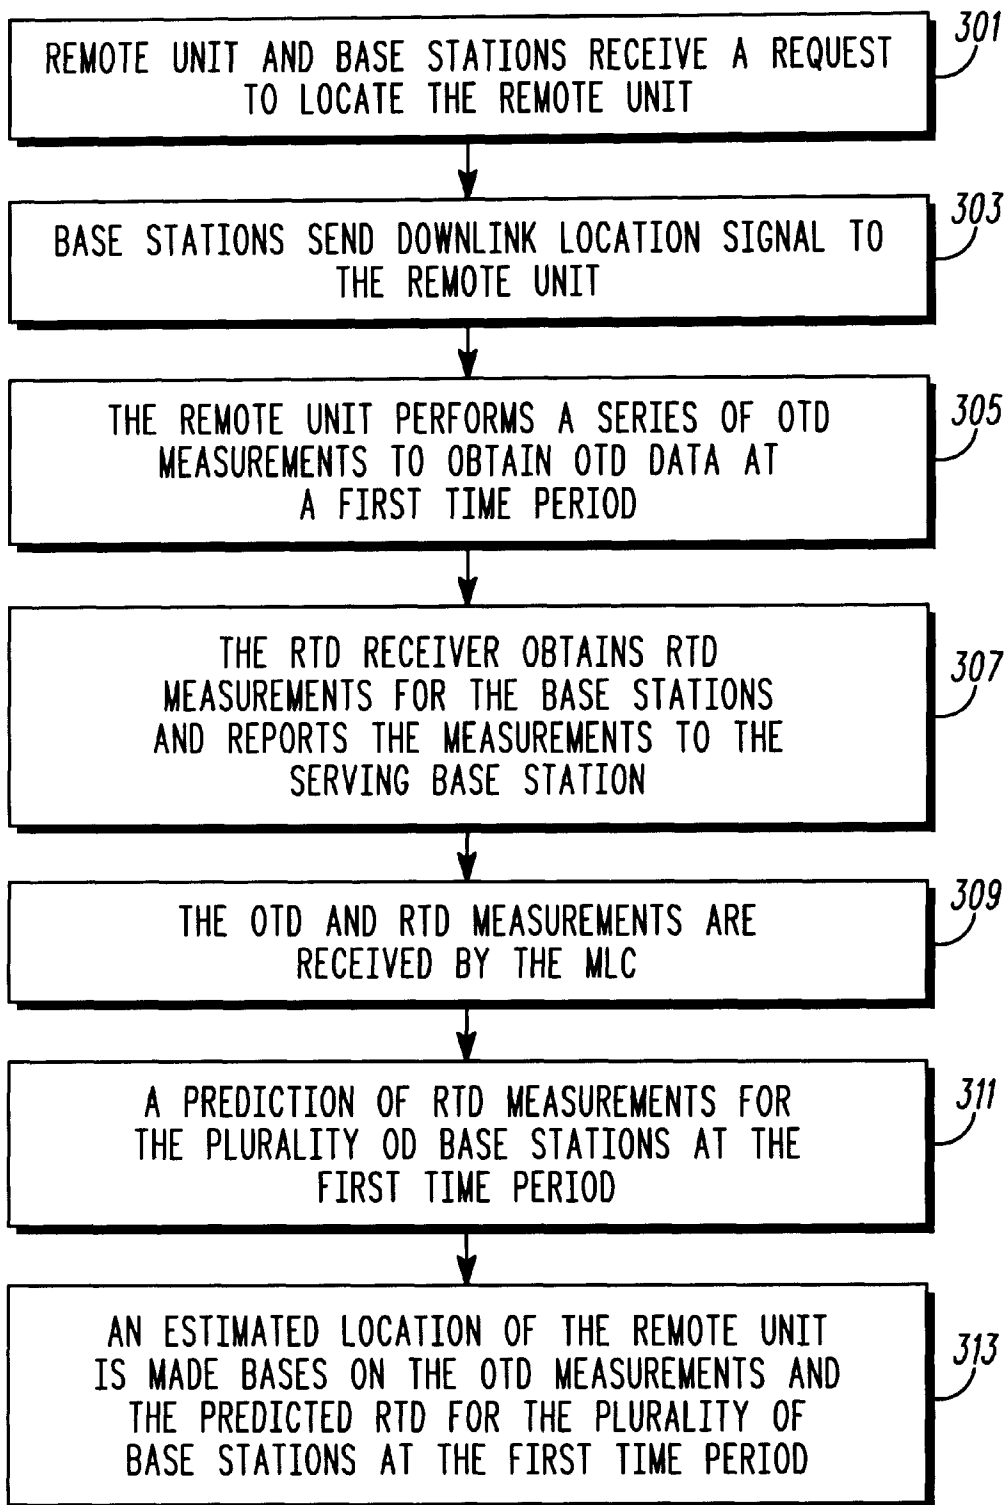 301
REMOTE UNIT AND BASE STATIONS RECEIVE A REQUEST
TO LOCATE THE REMOTE UNIT
303
BASE STATIONS SEND DOWNLINK LOCATION SIGNAL TO
THE REMOTE UNIT
305
THE REMOTE UNIT PERFORMS A SERIES OF OTD
MEASUREMENTS TO OBTAIN OTD DATA AT
A FIRST TIME PERIOD
307
THE RTD RECEIVER OBTAINS RTD
MEASUREMENTS FOR THE BASE STATIONS
AND REPORTS THE MEASUREMENTS TO THE
SERVING BASE STATION
309
THE OTD AND RTD MEASUREMENTS ARE
RECEIVED BY THE MLC
311
A PREDICTION OF RTD MEASUREMENTS FOR
THE PLURALITY OD BASE STATIONS AT THE
FIRST TIME PERIOD
313
AN ESTIMATED LOCATION OF THE REMOTE UNIT
IS MADE BASES ON THE OTD MEASUREMENTS AND
THE PREDICTED RTD FOR THE PLURALITY OF
BASE STATIONS AT THE FIRST TIME PERIOD